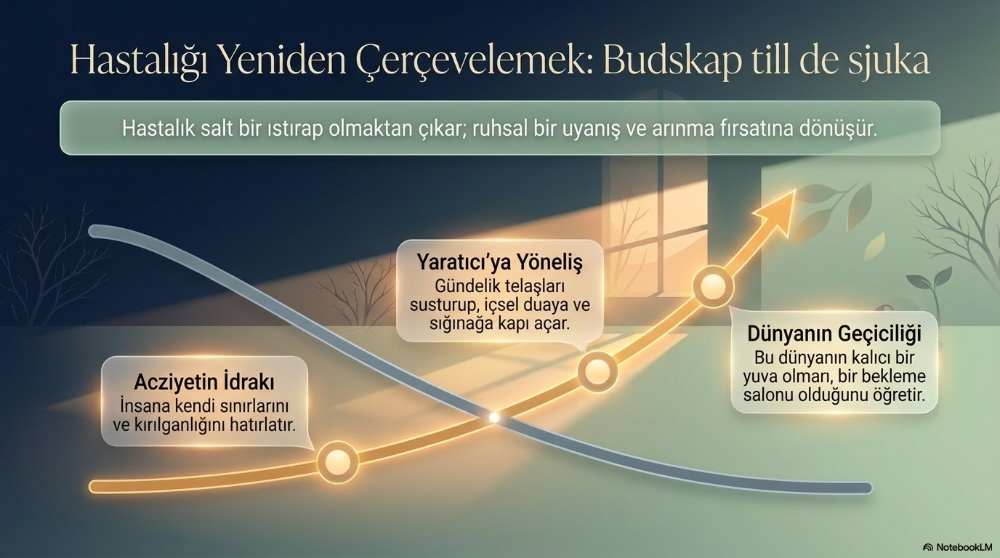 Hastalığı Yeniden Çerçevelemek: Budskap till de sjuka
Hastalık salt bir ıstırap olmaktan çıkar; ruhsal bir uyanış ve arınma fırsatına dönüşür.
Acziyetin İdrakı
İnsana kendi sınırlarını
ve kırılganlığını hatırlatır.
Yaratıcı’ya Yöneliş
Gündelik telaşları
susturup, içsel duaya ve
sığınağa kapı açar.
Dünyanın Geçiciliği
Bu dünyanın kalıcı bir
yuva olmarı, bir bekleme
salonu olduğunu öğretir.
NotebookLM